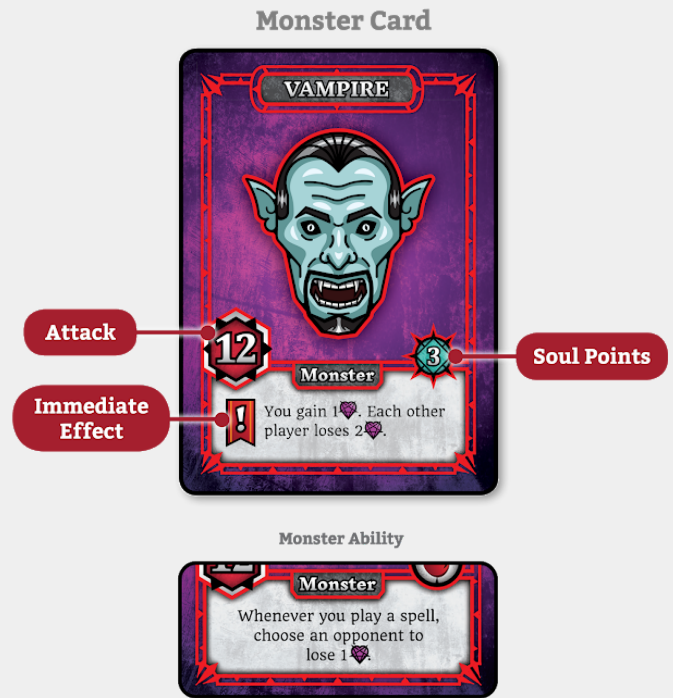 Monster Card
VAMPIRE
Attack
12
3
Soul Points
Monster
Immediate
Effect
!
You gain 1. Each other
player loses 2.
Monster Ability
Monster
Whenever you play a spell,
choose an opponent to
lose 1.